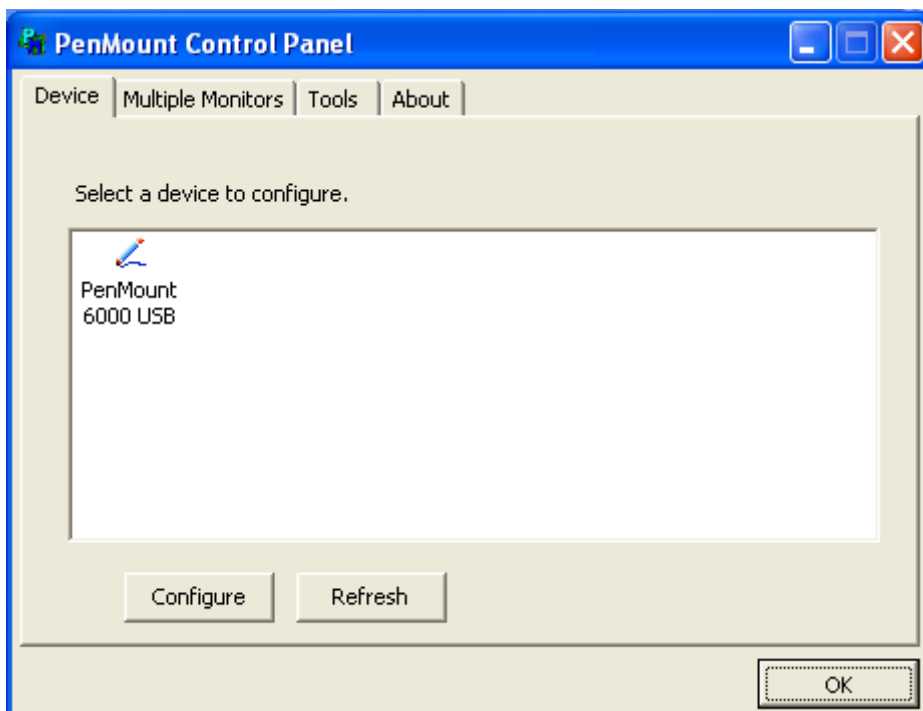 PenMount Control Panel
Device Multiple Monitors Tools About
Select a device to configure.
PenMount
6000 USB
Configure Refresh
OK